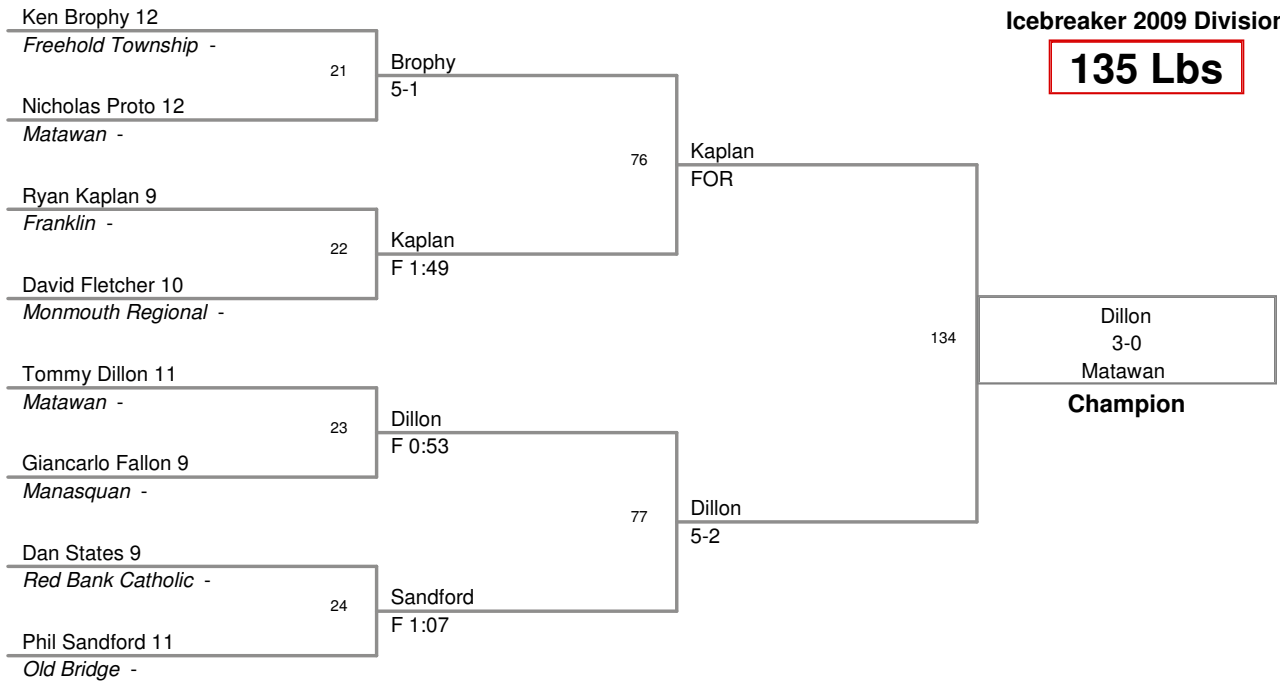 Icebreaker 2009 Division
135 Lbs
Ken Brophy 12
Freehold Township -
21
Brophy
5-1
Nicholas Proto 12
Matawan -
76
Kaplan
FOR
Ryan Kaplan 9
Franklin -
22
Kaplan
F 1:49
David Fletcher 10
Monmouth Regional -
134
Dillon
3-0
Matawan
Champion
Tommy Dillon 11
Matawan -
23
Dillon
F 0:53
Giancarlo Fallon 9
Manasquan -
77
Dillon
5-2
Dan States 9
Red Bank Catholic -
24
Sandford
F 1:07
Phil Sandford 11
Old Bridge -